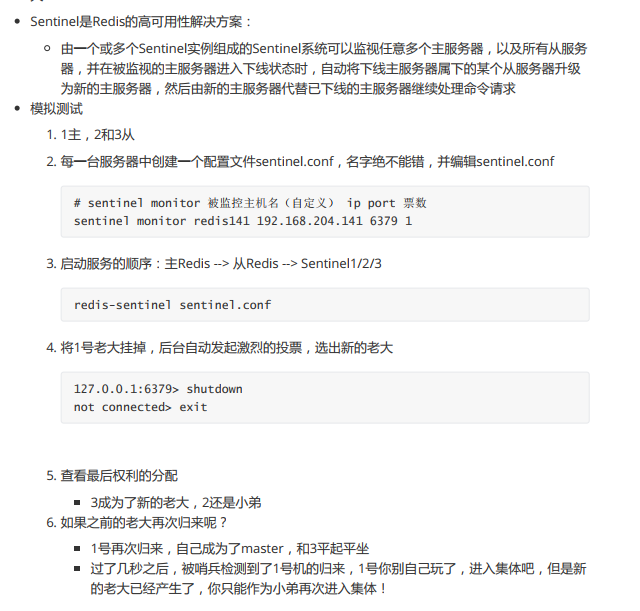 Sentinel是Redis的高可用性解决方案：
由一个或多个Sentinel实例组成的Sentinel系统可以监视任意多个主服务器，以及所有从服务
器，并在被监视的主服务器进入下线状态时，自动将下线主服务器属下的某个从服务器升级
为新的主服务器，然后由新的主服务器代替已下线的主服务器继续处理命令请求
模拟测试
1. 1主，2和3从
2. 每一台服务器中创建一个配置文件sentinel.conf，名字绝不能错，并编辑sentinel.conf
# sentinel monitor 被监控主机名（自定义） ip port 票数
sentinel monitor redis141 192.168.204.141 6379 1
3. 启动服务的顺序：主Redis --> 从Redis --> Sentinel1/2/3
redis-sentinel sentinel.conf
4. 将1号老大挂掉，后台自动发起激烈的投票，选出新的老大
127.0.0.1:6379> shutdown
not connected> exit
5. 查看最后权利的分配
3成为了新的老大，2还是小弟
6. 如果之前的老大再次归来呢？
1号再次归来，自己成为了master，和3平起平坐
过了几秒之后，被哨兵检测到了1号机的归来，1号你别自己玩了，进入集体吧，但是新
的老大已经产生了，你只能作为小弟再次进入集体！